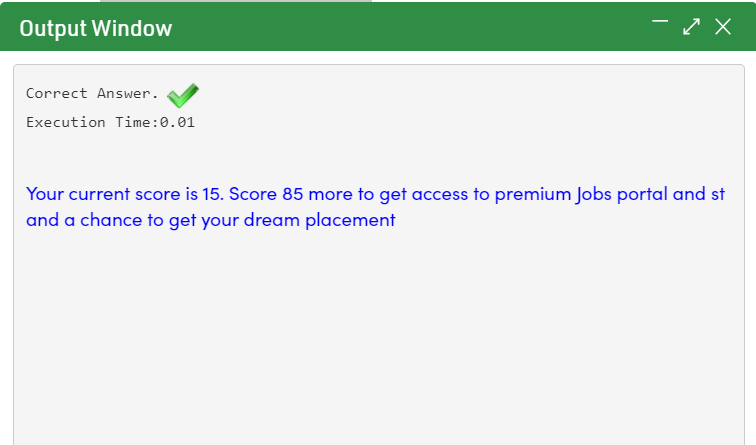 Output Window
Correct Answer.
Execution Time:0.01
Your current score is 15. Score 85 more to get access to premium Jobs portal and st
and a chance to get your dream placement